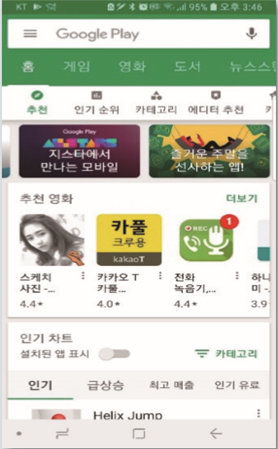 KT 95% 오후 3:46
Google Play
홈 게임 영화 도서 뉴스스탠
추천 인기 순위 카테고리 에디터 추천
Google Play
ALL STARS
지스타에서
만나는 모바일
즐거운 주말을
선사하는 앱!
추천 영화 더보기
카풀
크루용
kakaoT
REC
1
스케치
사진 -...
4.4★
카카오 T
카풀...
4.0★
전화
녹음기,...
4.4★
하나
미 -...
3.9
인기 차트
설치된 앱 표시 카테고리
인기 급상승 최고 매출 인기 유료
Helix Jump